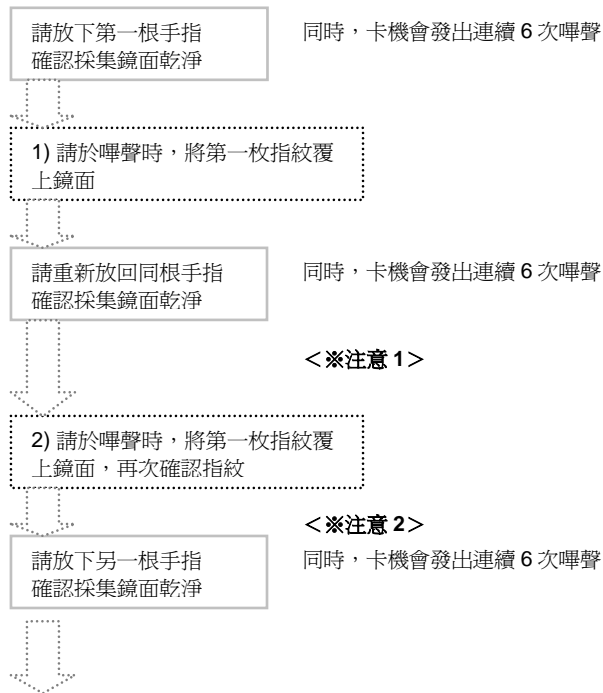 請放下第一根手指
確認採集鏡面乾淨
同時，卡機會發出連續 6 次嗶聲
1) 請於嗶聲時，將第一枚指紋覆
上鏡面
請重新放回同根手指
確認採集鏡面乾淨
同時，卡機會發出連續 6 次嗶聲
＜※注意 1＞
2) 請於嗶聲時，將第一枚指紋覆
上鏡面，再次確認指紋
＜※注意 2＞
請放下另一根手指
確認採集鏡面乾淨
同時，卡機會發出連續 6 次嗶聲